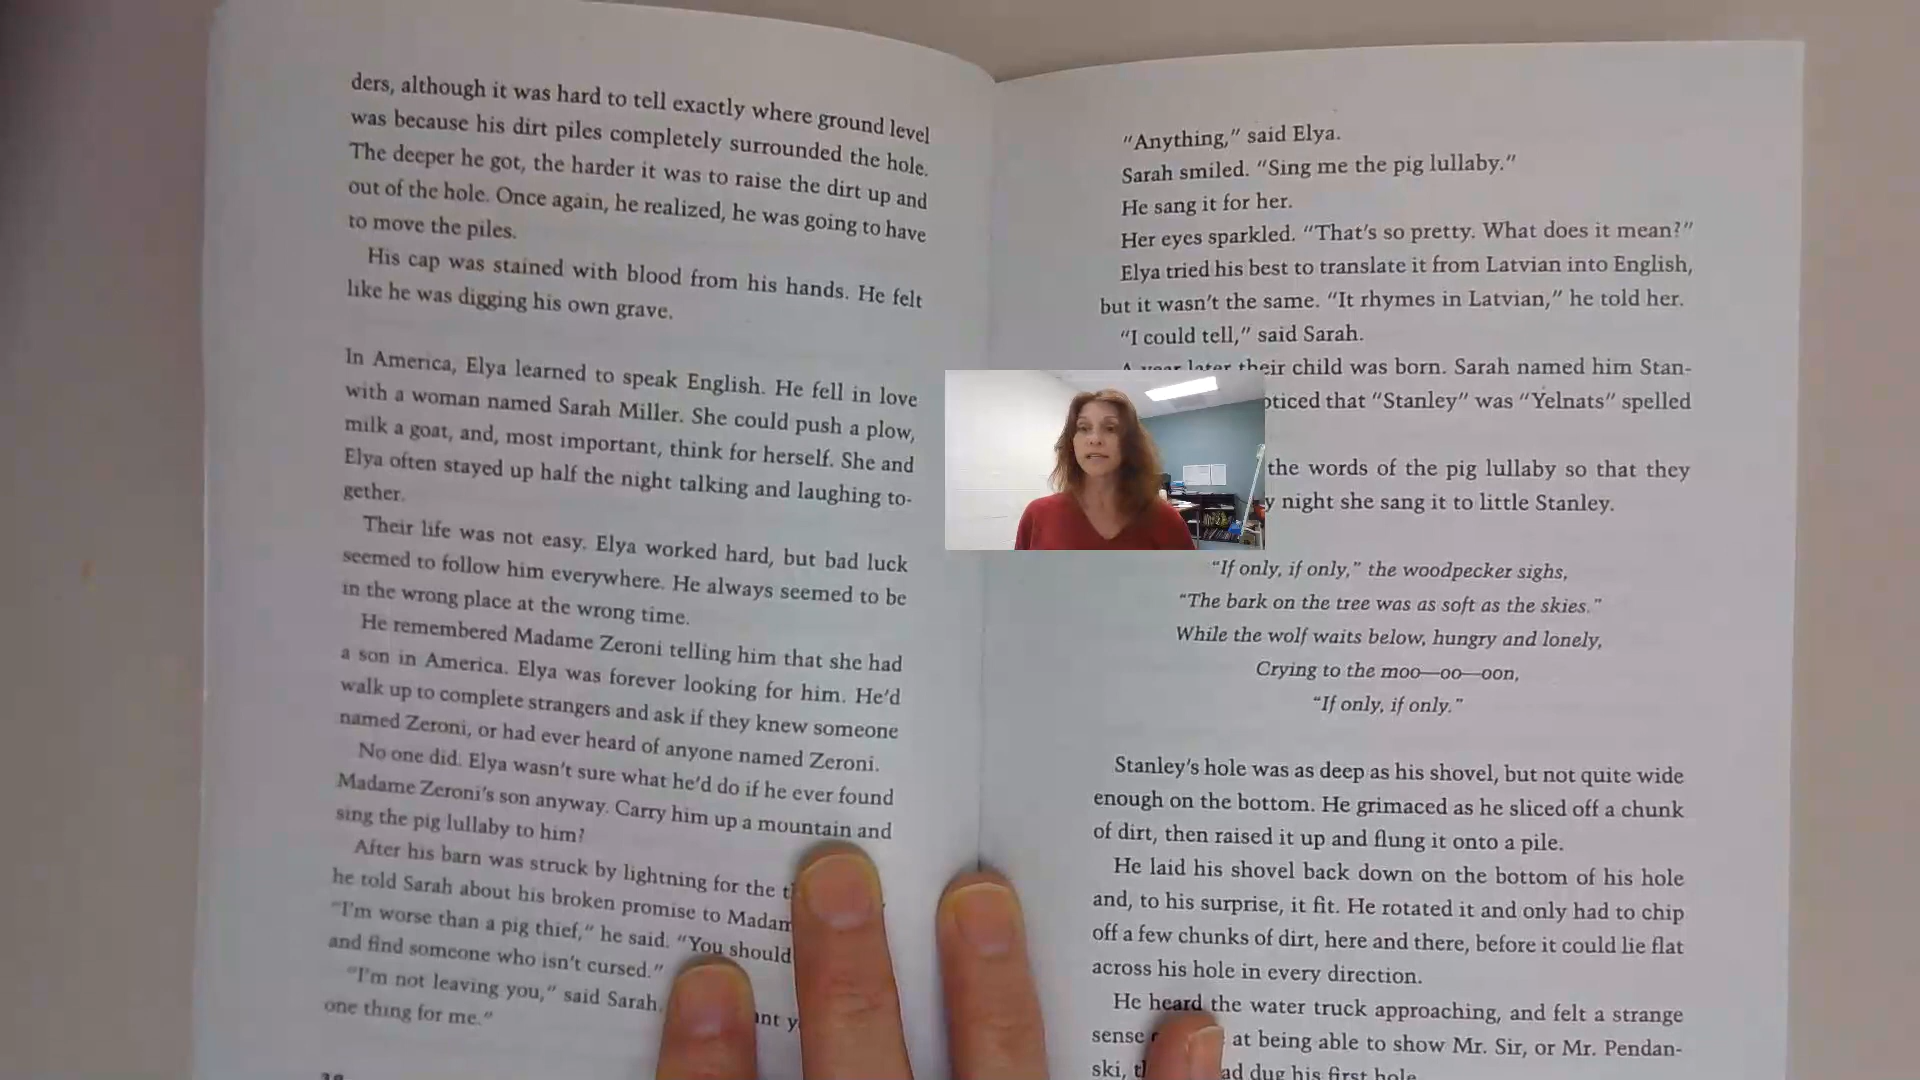 ders, although it was hard to tell exactly where ground level
was because his dirt piles completely surrounded the hole.
The deeper he got, the harder it was to raise the dirt up and
out of the hole. Once again, he realized, he was going to have
to move the piles.
His cap was stained with blood from his hands. He felt
like he was digging his own grave.
In America, Elya learned to speak English. He fell in love
with a woman named Sarah Miller. She could push a plow,
milk a goat, and, most important, think for herself. She and
Elya often stayed up half the night talking and laughing to-
gether.
Their life was not easy. Elya worked hard, but bad luck
seemed to follow him everywhere. He always seemed to be
in the wrong place at the wrong time.
He remembered Madame Zeroni telling him that she had
a son in America. Elya was forever looking for him. He'd
walk up to complete strangers and ask if they knew someone
named Zeroni, or had ever heard of anyone named Zeroni.
No one did. Elya wasn't sure what he'd do if he ever found
Madame Zeroni's son anyway. Carry him up a mountain and
sing the pig lullaby to him?
After his barn was struck by lightning for the
he told Sarah about his broken promise to
"I'm worse than a pig thief," he said. "You should
and find someone who isn't cursed."
"I'm not leaving you," said Sarah.
one thing for me."
"Anything," said Elya.
Sarah smiled. "Sing me the pig lullaby."
He sang it for her.
Her eyes sparkled. "That's so pretty. What does it mean?"
Elya tried his best to translate it from Latvian into English,
but it wasn't the same. "It rhymes in Latvian," he told her.
"I could tell," said Sarah.
A year later their child was born. Sarah named him Stan-
that "Stanley" was "Yelnats" spelled
the words of the pig lullaby so that they
night she sang it to little Stanley.
"If only, if only," the woodpecker sighs,
"The bark on the tree was as soft as the skies."
While the wolf waits below, hungry and lonely,
Crying to the moo—oo—oon,
"If only, if only."
Stanley's hole was as deep as his shovel, but not quite wide
enough on the bottom. He grimaced as he sliced off a chunk
of dirt, then raised it up and flung it onto a pile.
He laid his shovel back down on the bottom of his hole
and, to his surprise, it fit. He rotated it and only had to chip
off a few chunks of dirt, here and there, before it could lie flat
across his hole in every direction.
He heard the water truck approaching, and felt a strange
sense at being able to show Mr. Sir, or Mr. Pendan-
ski, dug his first hole